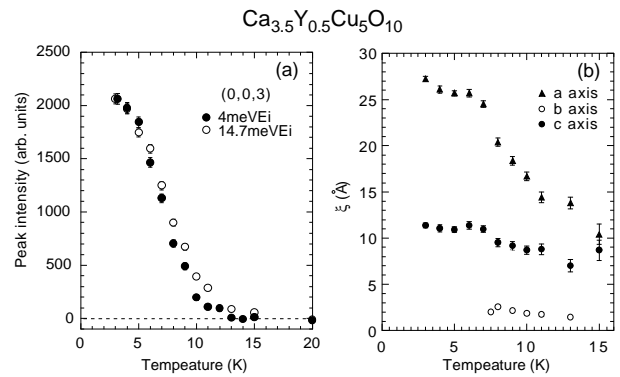 Ca3.5Y0.5Cu5O10
(a)
(0,0,3)
4meVEi
14.7meVEi
Peak intensity (arb. units)
2500
2000
1500
1000
500
0
0 5 10 15 20
Tempeature (K)
(b)
a axis
b axis
c axis
ξ (Å)
30
25
20
15
10
5
0
0 5 10 15
Tempeature (K)